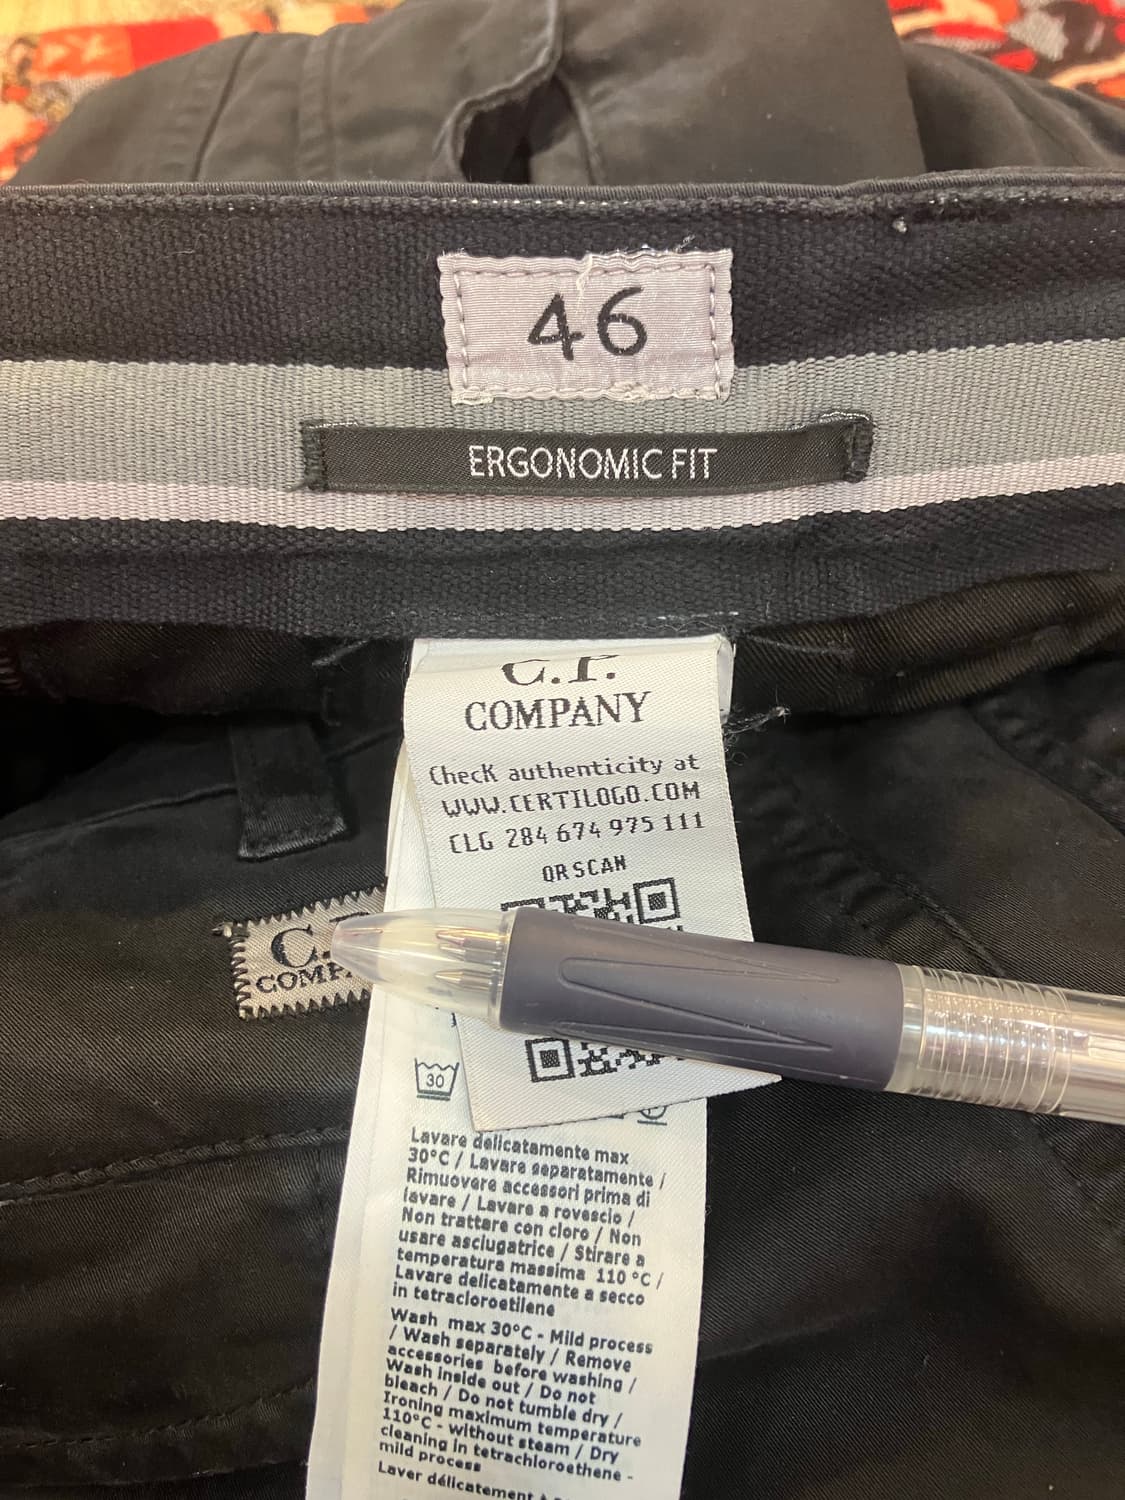 46
ERGONOMIC FIT
C.P.
COMPANY
Check authenticity at
WWW.CERTILOGO.COM
CLG 284 674 975 111
QR SCAN
30
Lavare delicatamente max
30°C / Lavare separatamente /
Rimuovere accessori prima di
lavare / Lavare a rovescio /
Non trattare con cloro / Non
usare asciugatrice / Stirare a
temperatura massima 110 °C /
Lavare delicatamente a secco
in tetracloroetilene
Wash max 30°C - Mild process
/ Wash separately / Remove
accessories before washing /
Wash inside out / Do not
bleach / Do not tumble dry /
Ironing maximum temperature
110°C - without steam / Dry
cleaning in tetrachloroethene -
mild process
Laver délicatement à